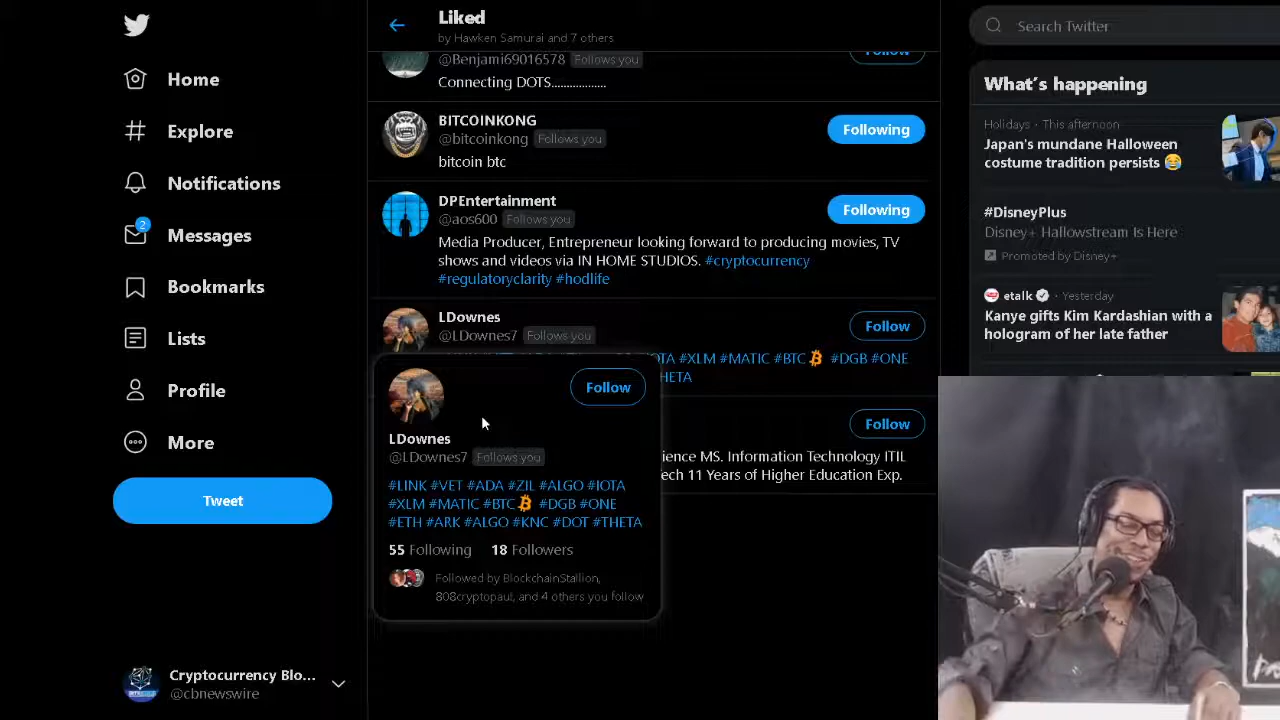 Home
Explore
Notifications
2
Messages
Bookmarks
Lists
Profile
More
Tweet
Cryptocurrency Blo...
@cbnewswire
Liked
by Hawken Samurai and 7 others
@Benjami69016578 Follows you
Follow
Connecting DOTS..................
BITCOINKONG
@bitcoinkong Follows you
Following
bitcoin btc
DPEntertainment
@aos600 Follows you
Following
Media Producer, Entrepreneur looking forward to producing movies, TV
shows and videos via IN HOME STUDIOS. #cryptocurrency
#regulatoryclarity #hodlife
LDownes
@LDownes7 Follows you
Follow
#XLM #MATIC #BTC #DGB #ONE
HETA
Follow
LDownes
@LDownes7 Follows you
#LINK #VET #ADA #ZIL #ALGO #IOTA
#XLM #MATIC #BTC #DGB #ONE
#ETH #ARK #ALGO #KNC #DOT #THETA
55 Following 18 Followers
Followed by BlockchainStallion,
808cryptopaul, and 4 others you follow
Follow
ience MS. Information Technology ITIL
ech 11 Years of Higher Education Exp.
Search Twitter
What's happening
Holidays · This afternoon
Japan's mundane Halloween
costume tradition persists 😂
#DisneyPlus
Disney+ Hallowstream Is Here
Promoted by Disney+
etalk · Yesterday
Kanye gifts Kim Kardashian with a
hologram of her late father